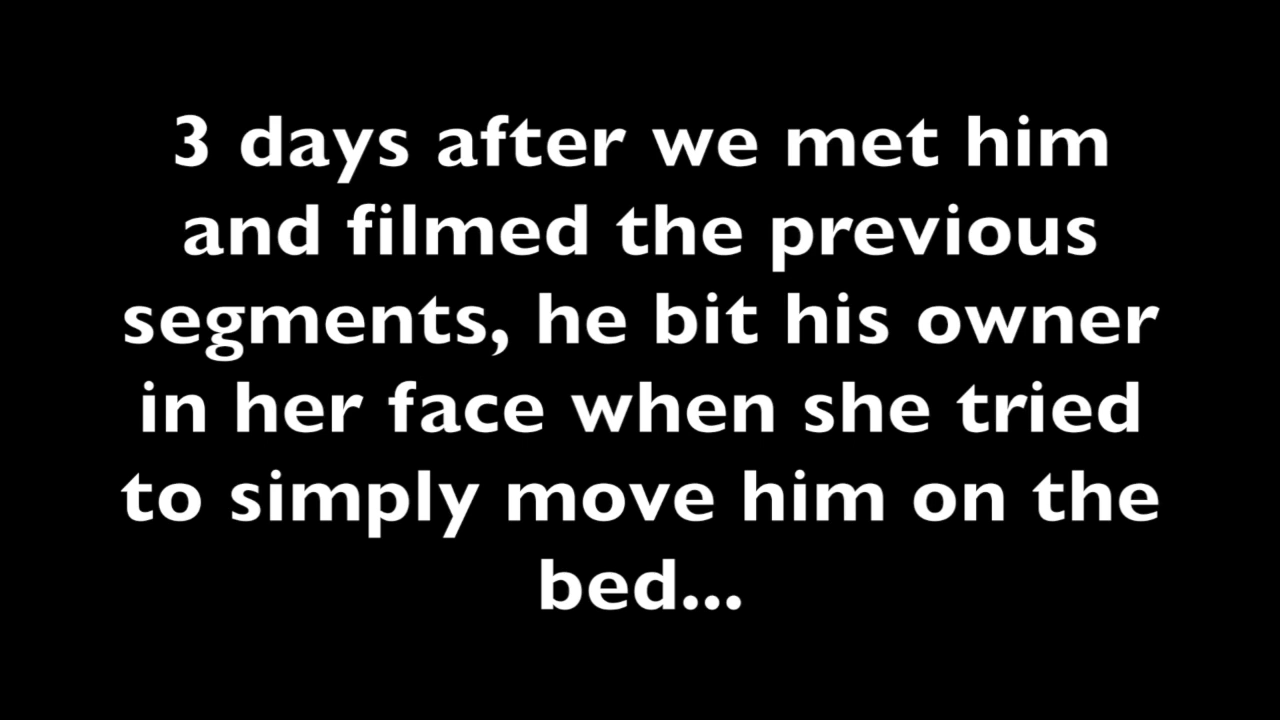 3 days after we met him
and filmed the previous
segments, he bit his owner
in her face when she tried
to simply move him on the
bed...